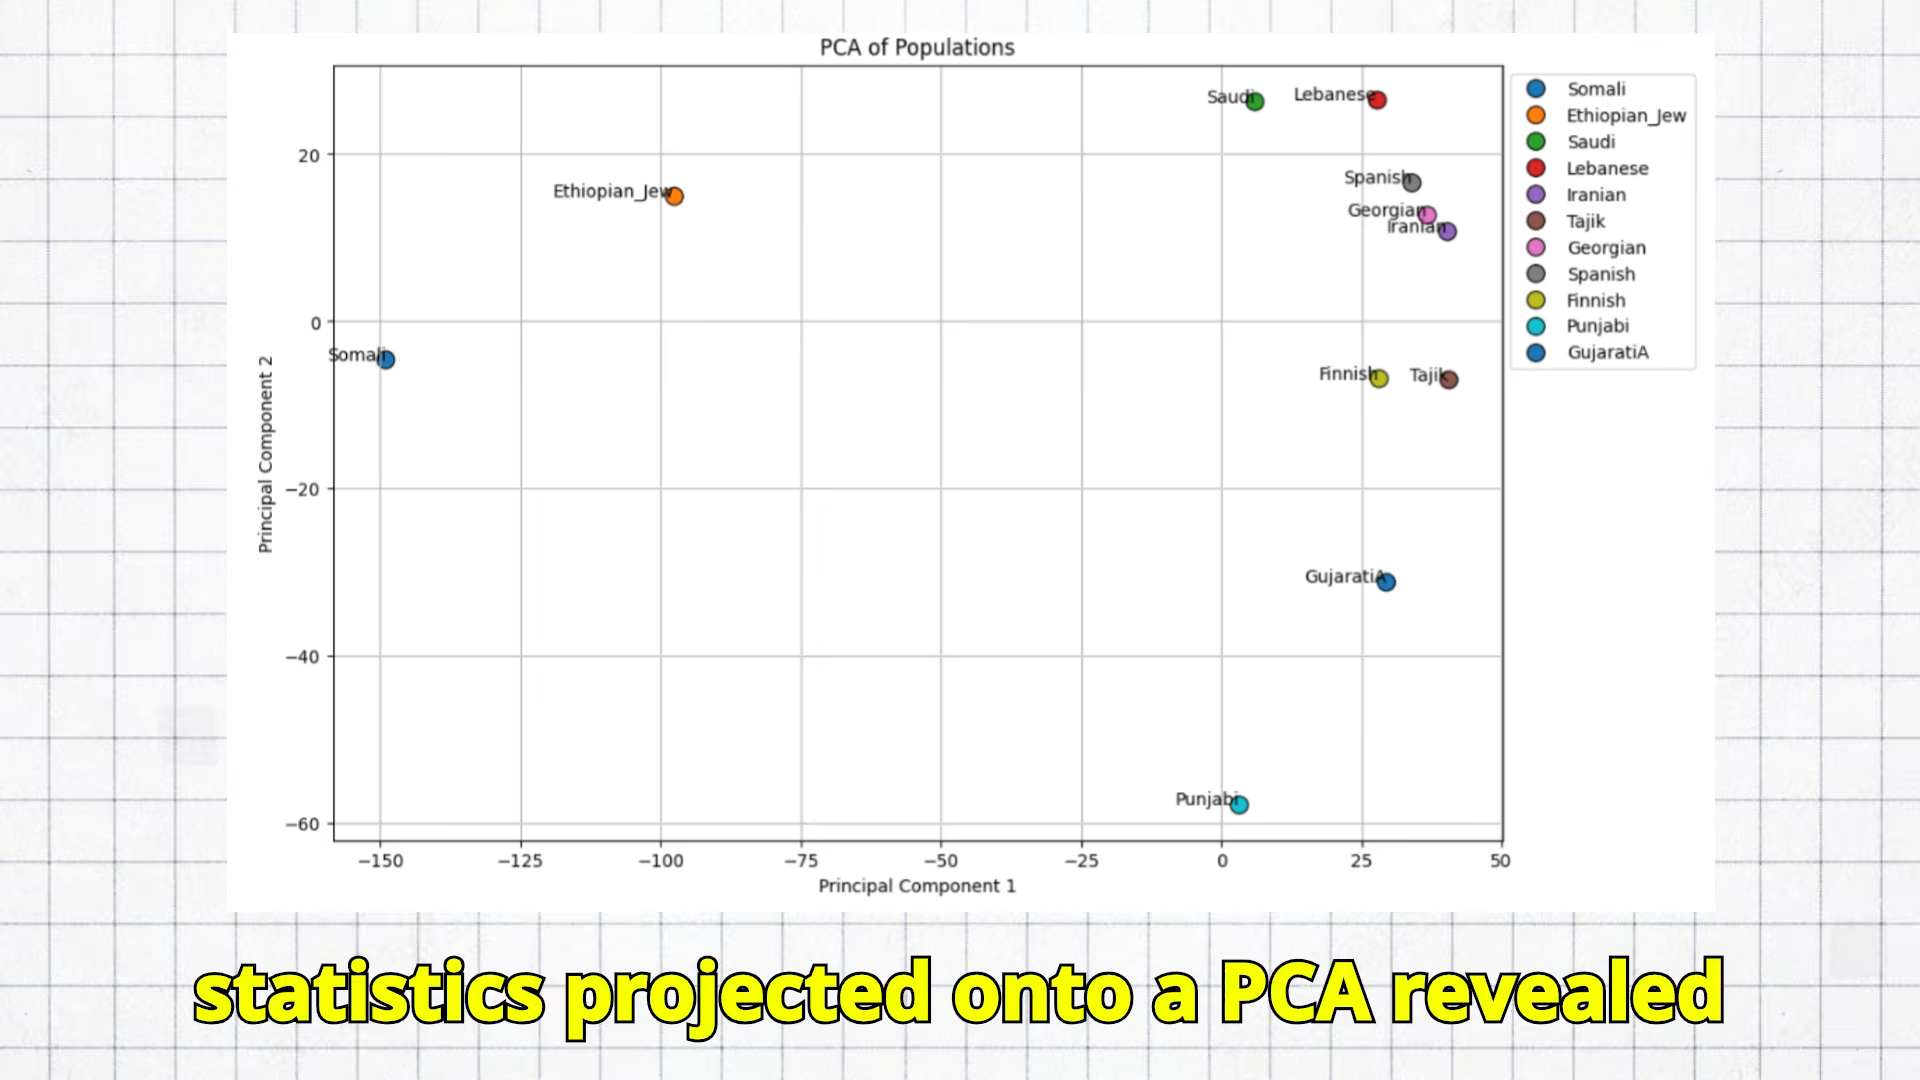 PCA of Populations
Saudi
Lebanese
Ethiopian_Jew
Spanish
Georgian
Iranian
Somali
Finnish
Tajik
GujaratiA
Punjabi
20
0
−20
−40
−60
Principal Component 2
−150
−125
−100
−75
−50
−25
0
25
50
Principal Component 1
Somali
Ethiopian_Jew
Saudi
Lebanese
Iranian
Tajik
Georgian
Spanish
Finnish
Punjabi
GujaratiA
statistics projected onto a PCA revealed